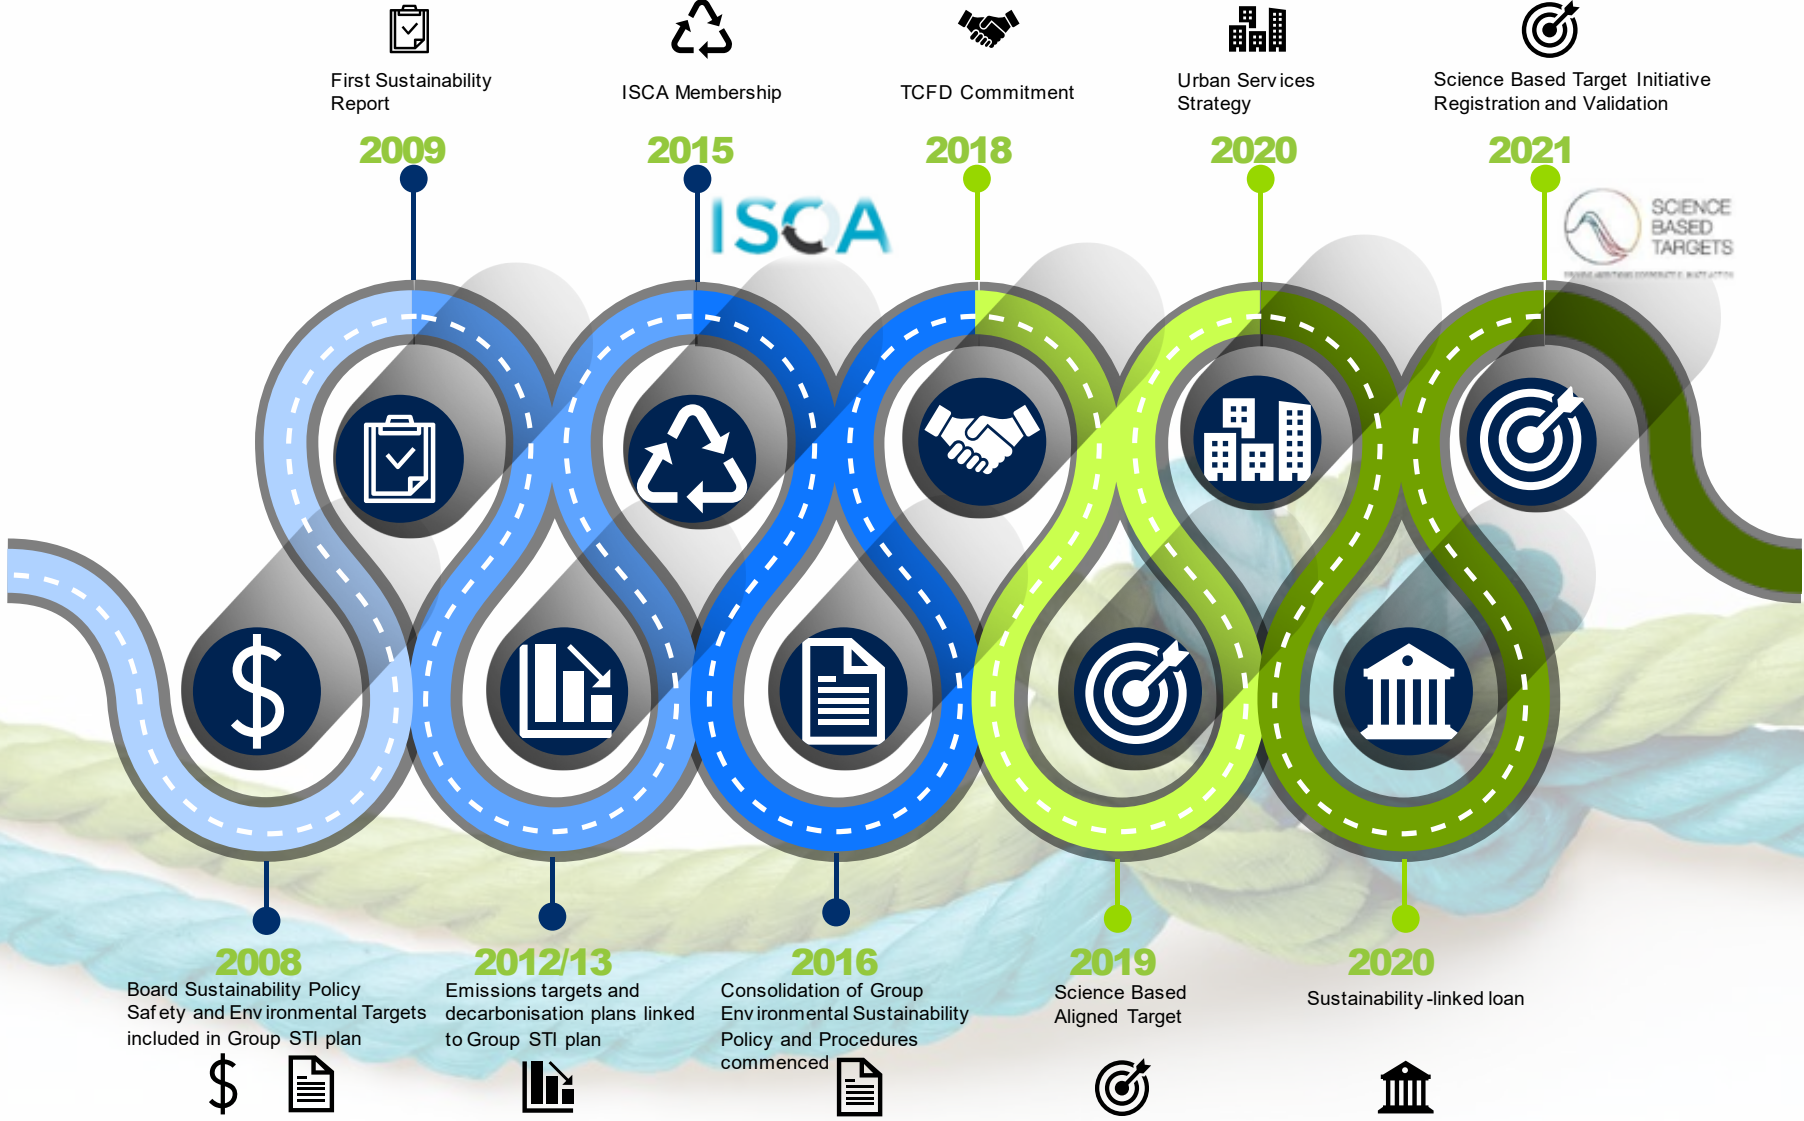 First Sustainability
Report
2009
ISCA Membership
2015
TCFD Commitment
2018
Urban Services
Strategy
2020
Science Based Target Initiative
Registration and Validation
2021
ISCA
SCIENCE
BASED
TARGETS
2008
Board Sustainability Policy
Safety and Environmental Targets
included in Group STI plan
2012/13
Emissions targets and
decarbonisation plans linked
to Group STI plan
2016
Consolidation of Group
Environmental Sustainability
Policy and Procedures
commenced
2019
Science Based
Aligned Target
2020
Sustainability-linked loan